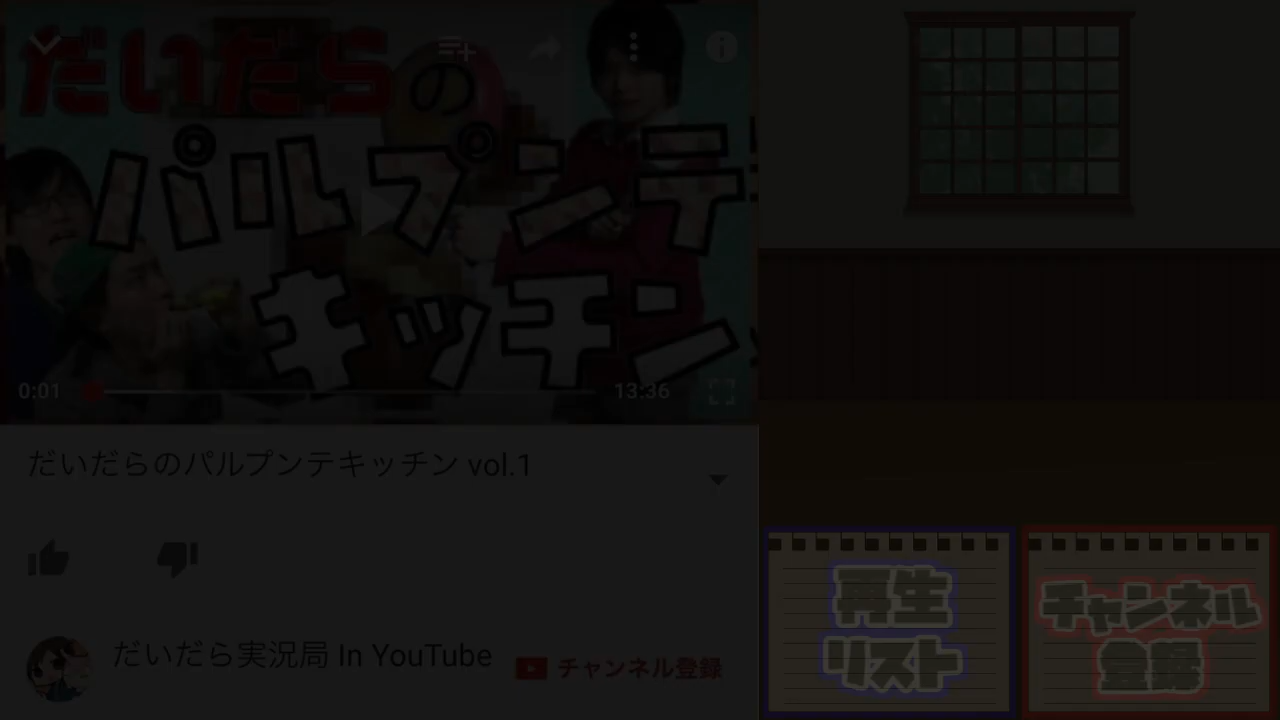 だいだらの
パルプンテ
キッチン
0:01
13:36
だいだらのパルプンテキッチン vol.1
だいだら実況局 In YouTube
チャンネル登録
再生
リスト
チャンネル
登録